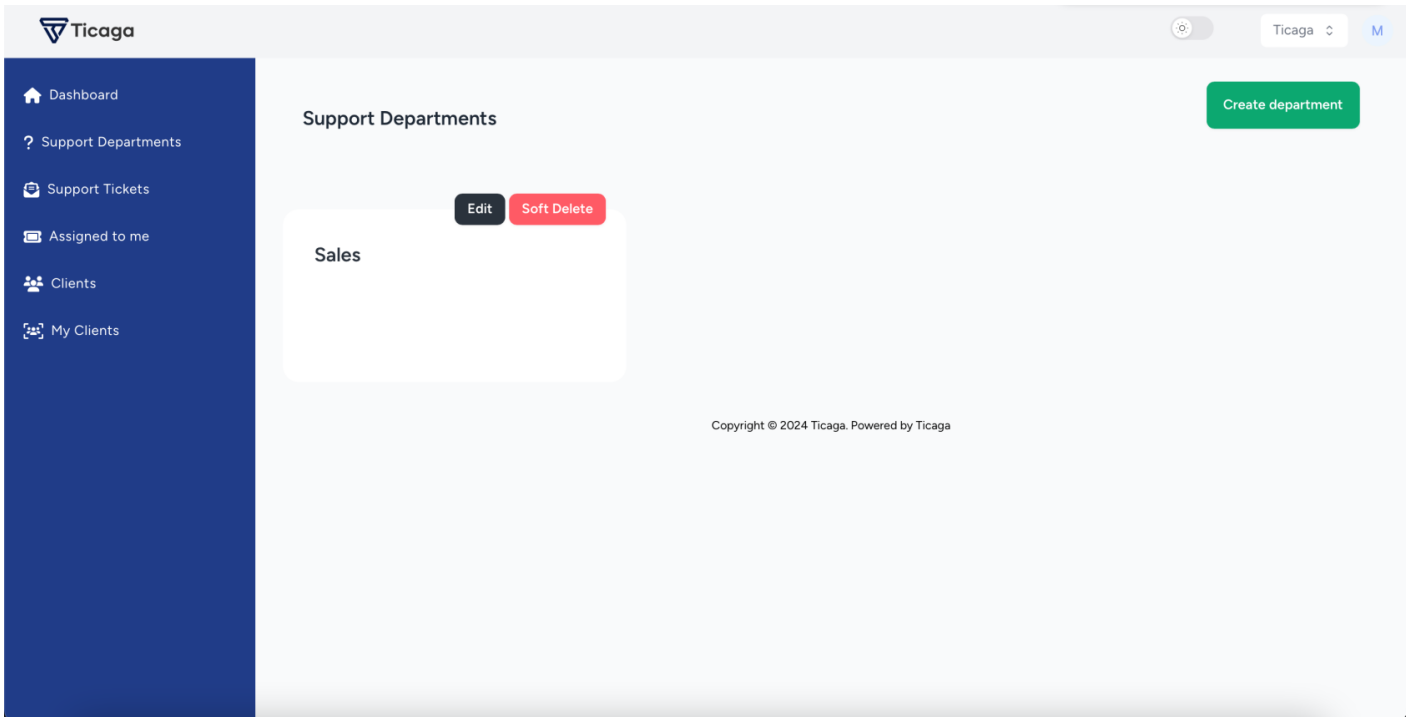 Ticaga
Ticaga
M
Dashboard
Support Departments
Support Tickets
Assigned to me
Clients
My Clients
Support Departments
Create department
Edit
Soft Delete
Sales
Copyright © 2024 Ticaga. Powered by Ticaga